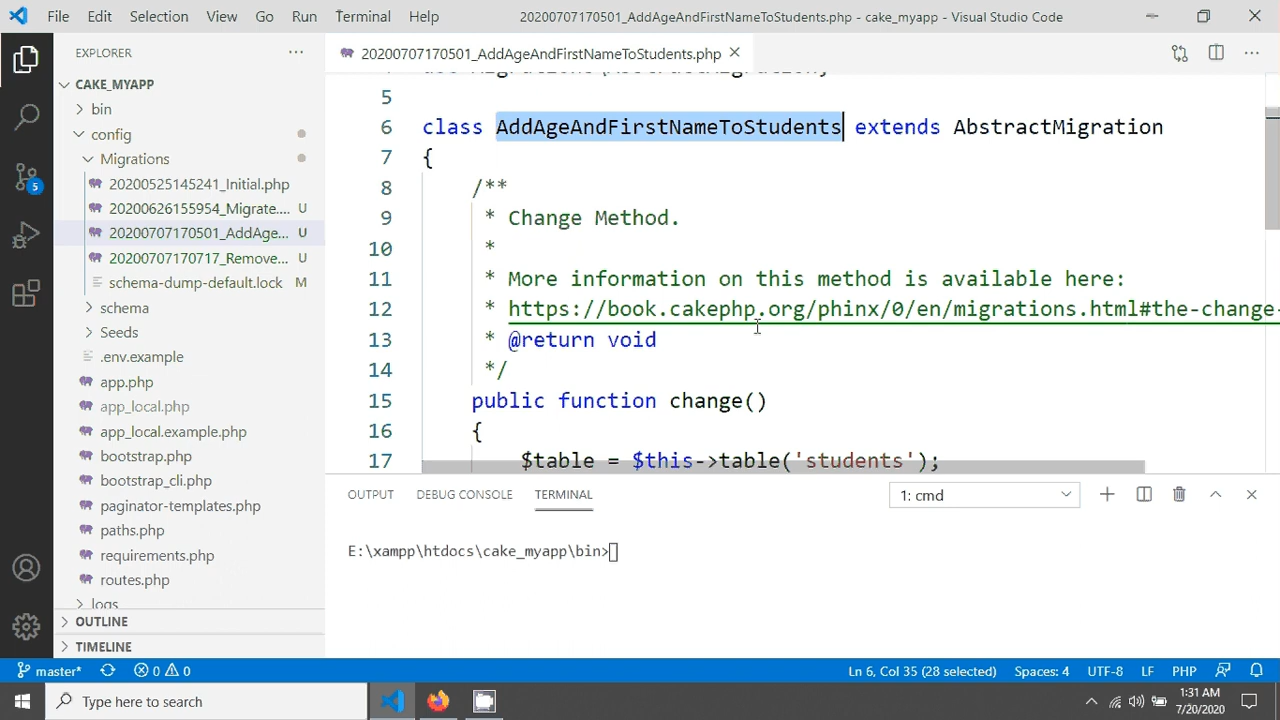 File Edit Selection View Go Run Terminal Help 20200707170501_AddAgeAndFirstNameToStudents.php - cake_myapp - Visual Studio Code
EXPLORER
CAKE_MYAPP
bin
config
Migrations
20200525145241_Initial.php
20200626155954_Migrate.... U
20200707170501_AddAge... U
20200707170717_Remove... U
schema-dump-default.lock M
schema
Seeds
.env.example
app.php
app_local.php
app_local.example.php
bootstrap.php
bootstrap_cli.php
paginator-templates.php
paths.php
requirements.php
routes.php
logs
OUTLINE
TIMELINE
5
20200707170501_AddAgeAndFirstNameToStudents.php
use Migrations\AbstractMigration;
5
6 class AddAgeAndFirstNameToStudents extends AbstractMigration
7 {
8 /**
9 * Change Method.
10 *
11 * More information on this method is available here:
12 * https://book.cakephp.org/phinx/0/en/migrations.html#the-change-
13 * @return void
14 */
15 public function change()
16 {
17 $table = $this->table('students');
OUTPUT DEBUG CONSOLE TERMINAL 1: cmd
E:\xampp\htdocs\cake_myapp\bin>
master* 0 0 Ln 6, Col 35 (28 selected) Spaces: 4 UTF-8 LF PHP
Type here to search
1:31 AM
7/20/2020